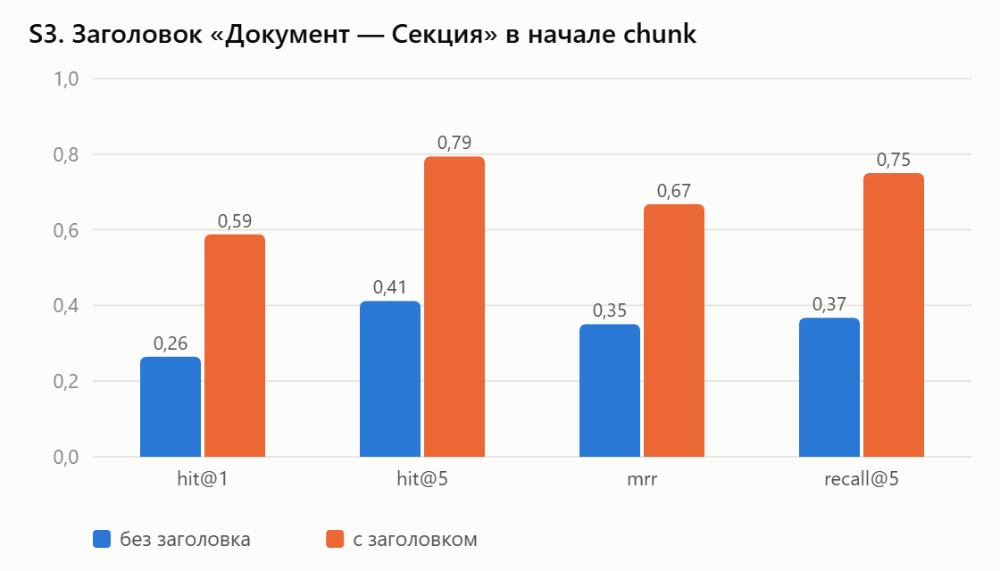 S3. Заголовок «Документ — Секция» в начале chunk
1,0
0,8
0,6
0,4
0,2
0,0
0,26
0,59
0,41
0,79
0,35
0,67
0,37
0,75
hit@1
hit@5
mrr
recall@5
без заголовка
с заголовком